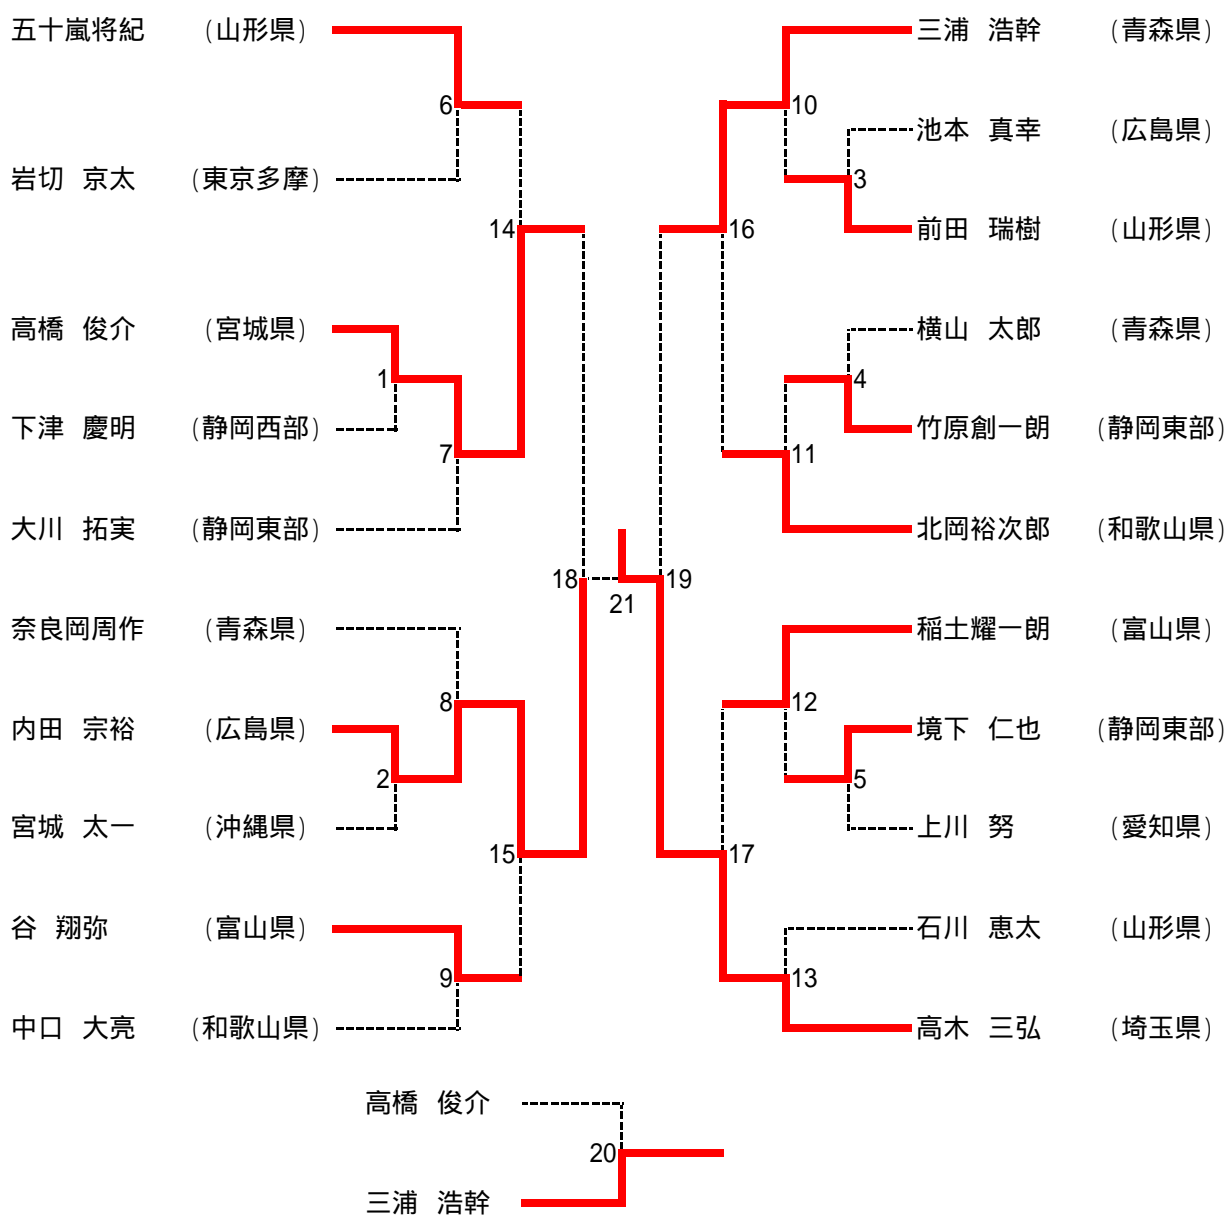 五十嵐将紀 (山形県)
6
岩切 京太 (東京多摩)
14
高橋 俊介 (宮城県)
1
下津 慶明 (静岡西部)
7
大川 拓実 (静岡東部)
18
奈良岡周作 (青森県)
8
内田 宗裕 (広島県)
2
宮城 太一 (沖縄県)
15
谷 翔弥 (富山県)
9
中口 大亮 (和歌山県)
21
三浦 浩幹 (青森県)
10
池本 真幸 (広島県)
3
前田 瑞樹 (山形県)
16
横山 太郎 (青森県)
4
竹原創一朗 (静岡東部)
11
北岡裕次郎 (和歌山県)
19
稲土耀一朗 (富山県)
12
境下 仁也 (静岡東部)
5
上川 努 (愛知県)
17
石川 恵太 (山形県)
13
高木 三弘 (埼玉県)
高橋 俊介
20
三浦 浩幹